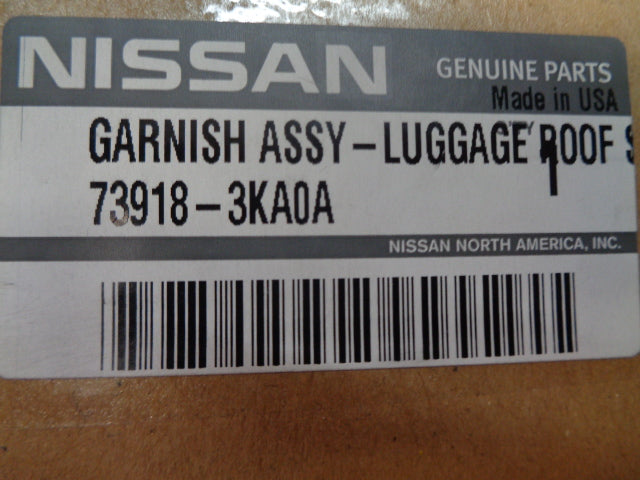 NISSAN
GENUINE PARTS
Made in USA
GARNISH ASSY-LUGGAGE ROOF
1
73918-3KA0A
NISSAN NORTH AMERICA, INC.